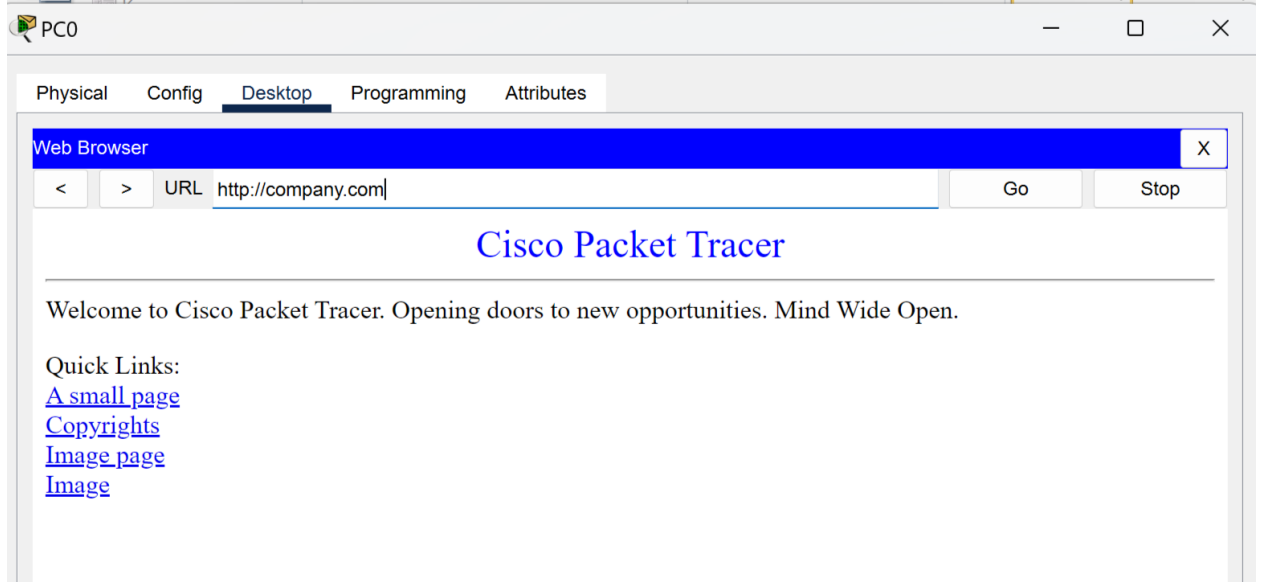 PC0
Physical Config Desktop Programming Attributes
Web Browser X
< > URL http://company.com Go Stop
Cisco Packet Tracer
Welcome to Cisco Packet Tracer. Opening doors to new opportunities. Mind Wide Open.
Quick Links:
A small page
Copyrights
Image page
Image